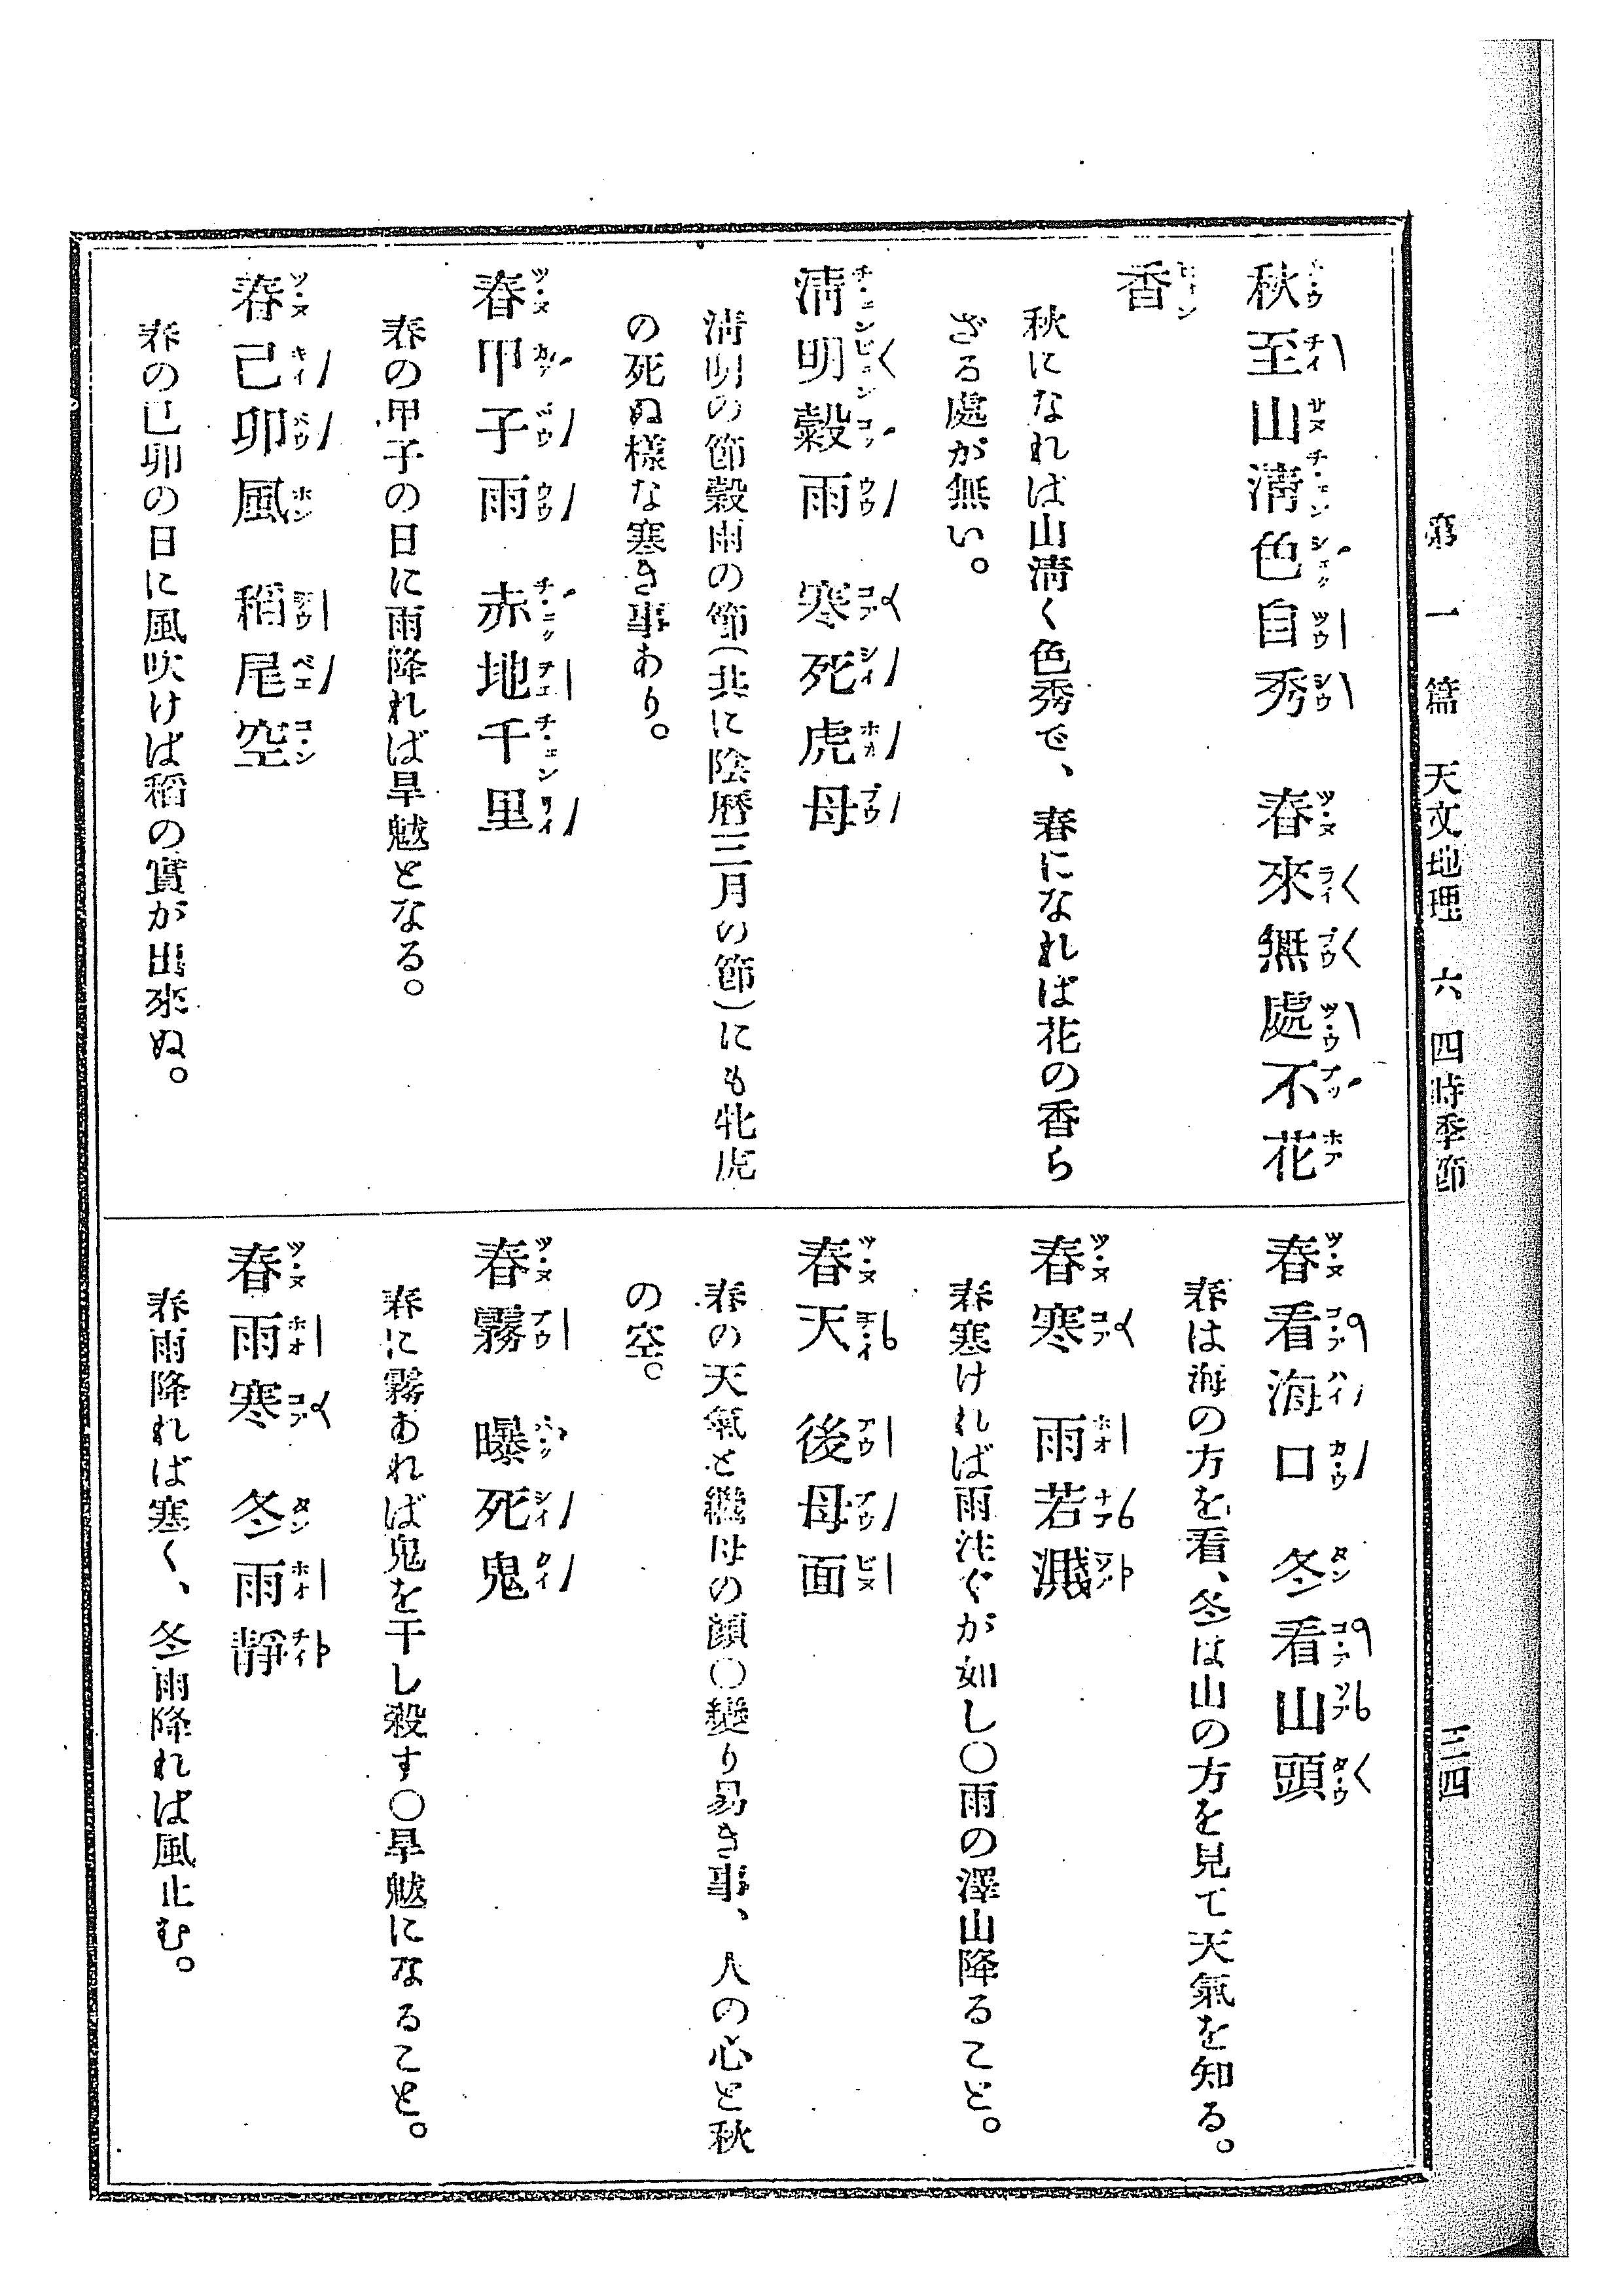 第一篇 天文地理 六 四時季節 三四
秋至山淸色自秀 春來無處不花
香
秋になれば山淸く色秀で、春になれば花の香ら
ざる處が無い。
淸明穀雨 寒死虎母
淸明の節穀雨の節(共に陰曆三月の節)にも牝虎
の死ぬ樣な寒き事あり。
春甲子雨 赤地千里
春の甲子の日に雨降れば旱魃となる。
春己卯風 稻尾空
春の己卯の日に風吹けば稻の實が出來ぬ。
春看海口 冬看山頭
春は海の方を看、冬は山の方を見て天氣を知る。
春寒 雨若濺
春寒ければ雨注ぐが如し〇雨の澤山降ること。
春天 後母面
春の天氣と繼母の顏〇變り易き事、人の心と秋
の空。
春霧 曝死鬼
春に霧あれば鬼を干し殺す〇旱魃になること。
春雨寒 冬雨靜
春雨降れば寒く、冬雨降れば風止む。